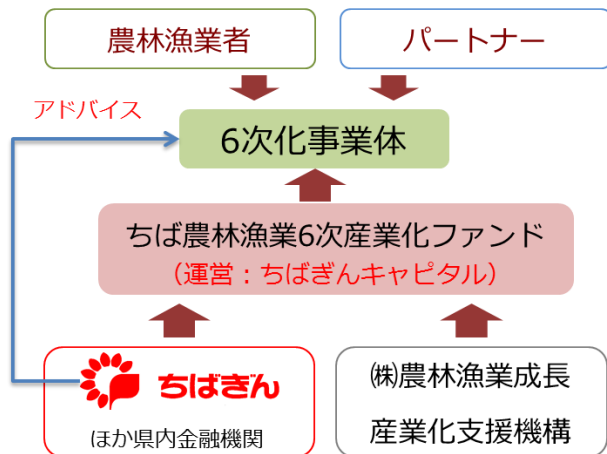 農林漁業者
パートナー
アドバイス
6次化事業体
ちば農林漁業6次産業化ファンド
（運営：ちばぎんキャピタル）
ちばぎん
ほか県内金融機関
㈱農林漁業成長
産業化支援機構